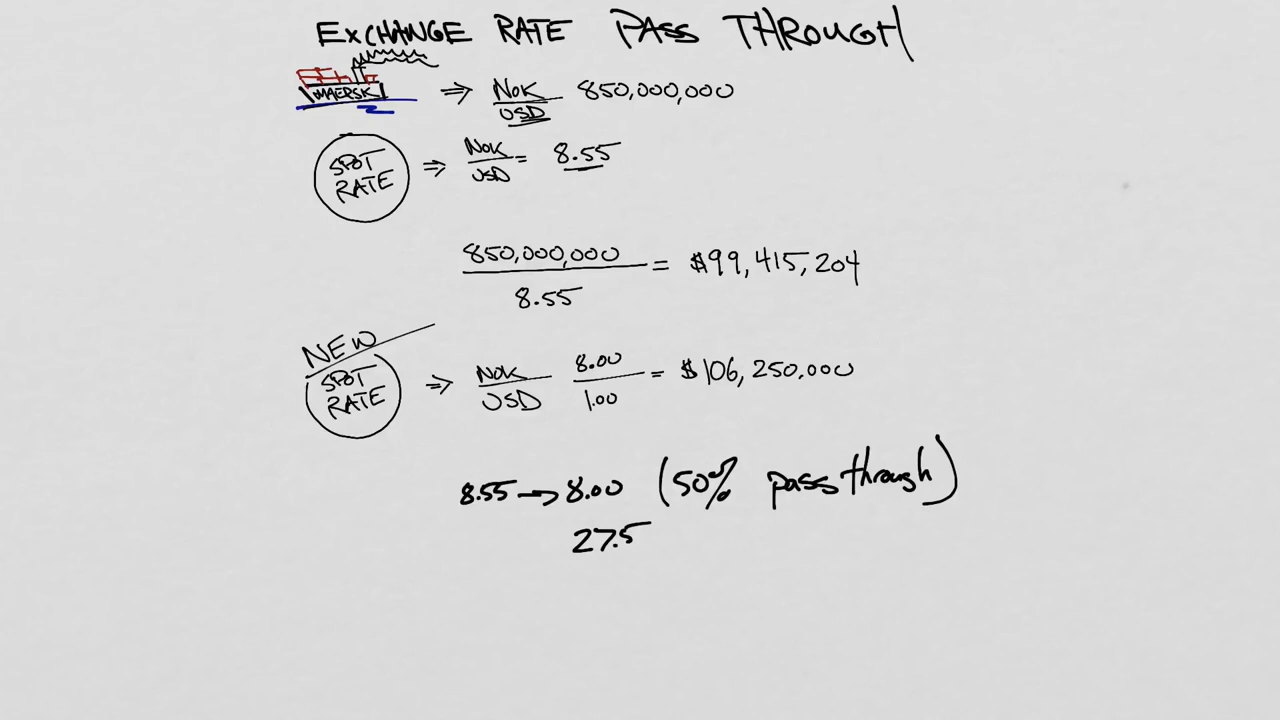 EXCHANGE RATE PASS THROUGH
MAERSK ⇒ NOK/USD 850,000,000
SPOT RATE ⇒ NOK/USD = 8.55
850,000,000 / 8.55 = $99,415,204
NEW
SPOT RATE ⇒ NOK/USD 8.00/1.00 = $106,250,000
8.55 → 8.00 (50% pass through)
27.5